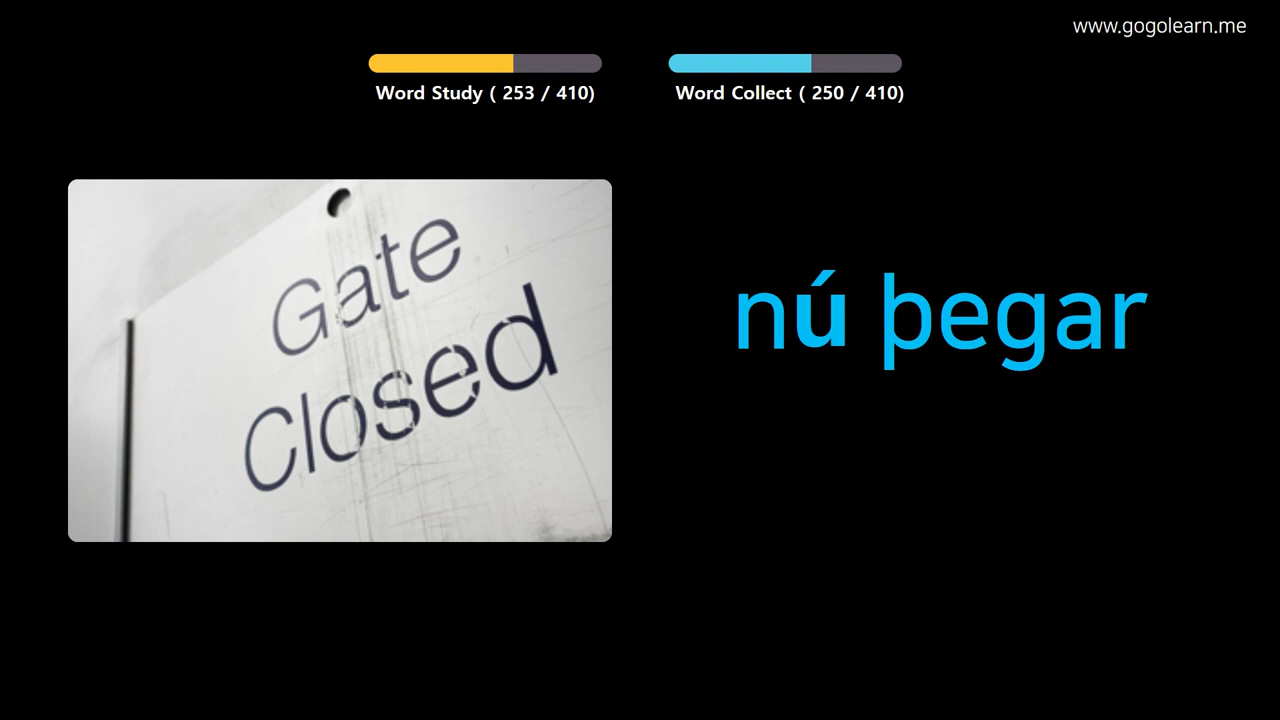 www.gogolearn.me
Word Study ( 253 / 410)
Word Collect ( 250 / 410)
Gate
Closed
nú þegar